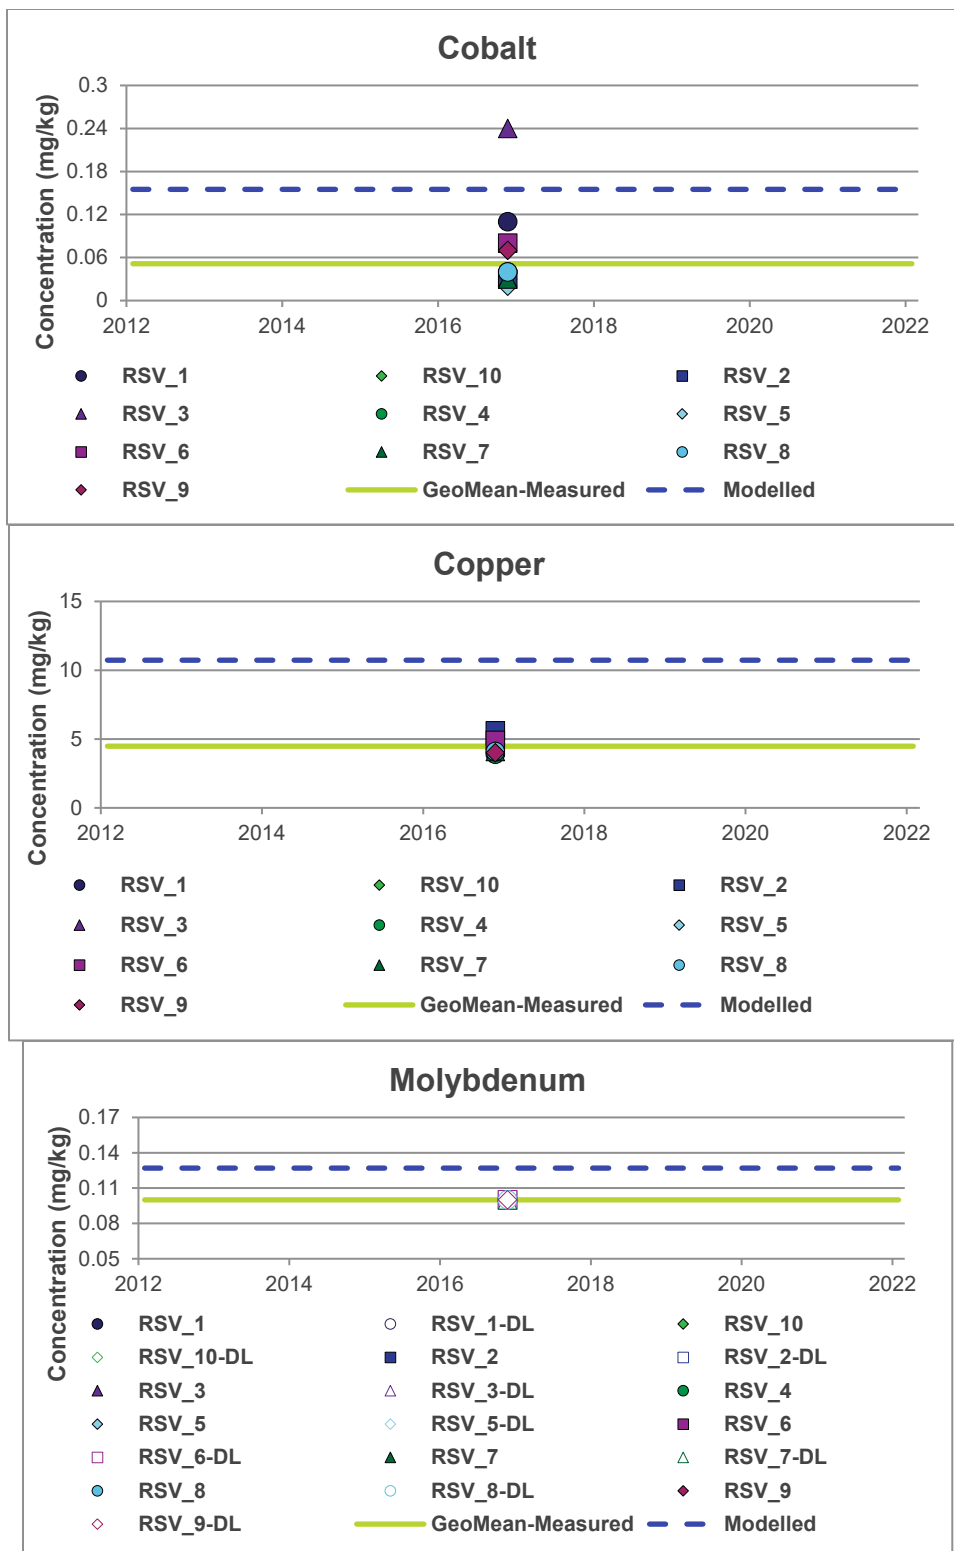 Cobalt
Concentration (mg/kg)
0.3
0.24
0.18
0.12
0.06
0
2012 2014 2016 2018 2020 2022
RSV_1 RSV_10 RSV_2
RSV_3 RSV_4 RSV_5
RSV_6 RSV_7 RSV_8
RSV_9 GeoMean-Measured Modelled
Copper
Concentration (mg/kg)
15
10
5
0
2012 2014 2016 2018 2020 2022
RSV_1 RSV_10 RSV_2
RSV_3 RSV_4 RSV_5
RSV_6 RSV_7 RSV_8
RSV_9 GeoMean-Measured Modelled
Molybdenum
Concentration (mg/kg)
0.17
0.14
0.11
0.08
0.05
2012 2014 2016 2018 2020 2022
RSV_1 RSV_1-DL RSV_10
RSV_10-DL RSV_2 RSV_2-DL
RSV_3 RSV_3-DL RSV_4
RSV_5 RSV_5-DL RSV_6
RSV_6-DL RSV_7 RSV_7-DL
RSV_8 RSV_8-DL RSV_9
RSV_9-DL GeoMean-Measured Modelled